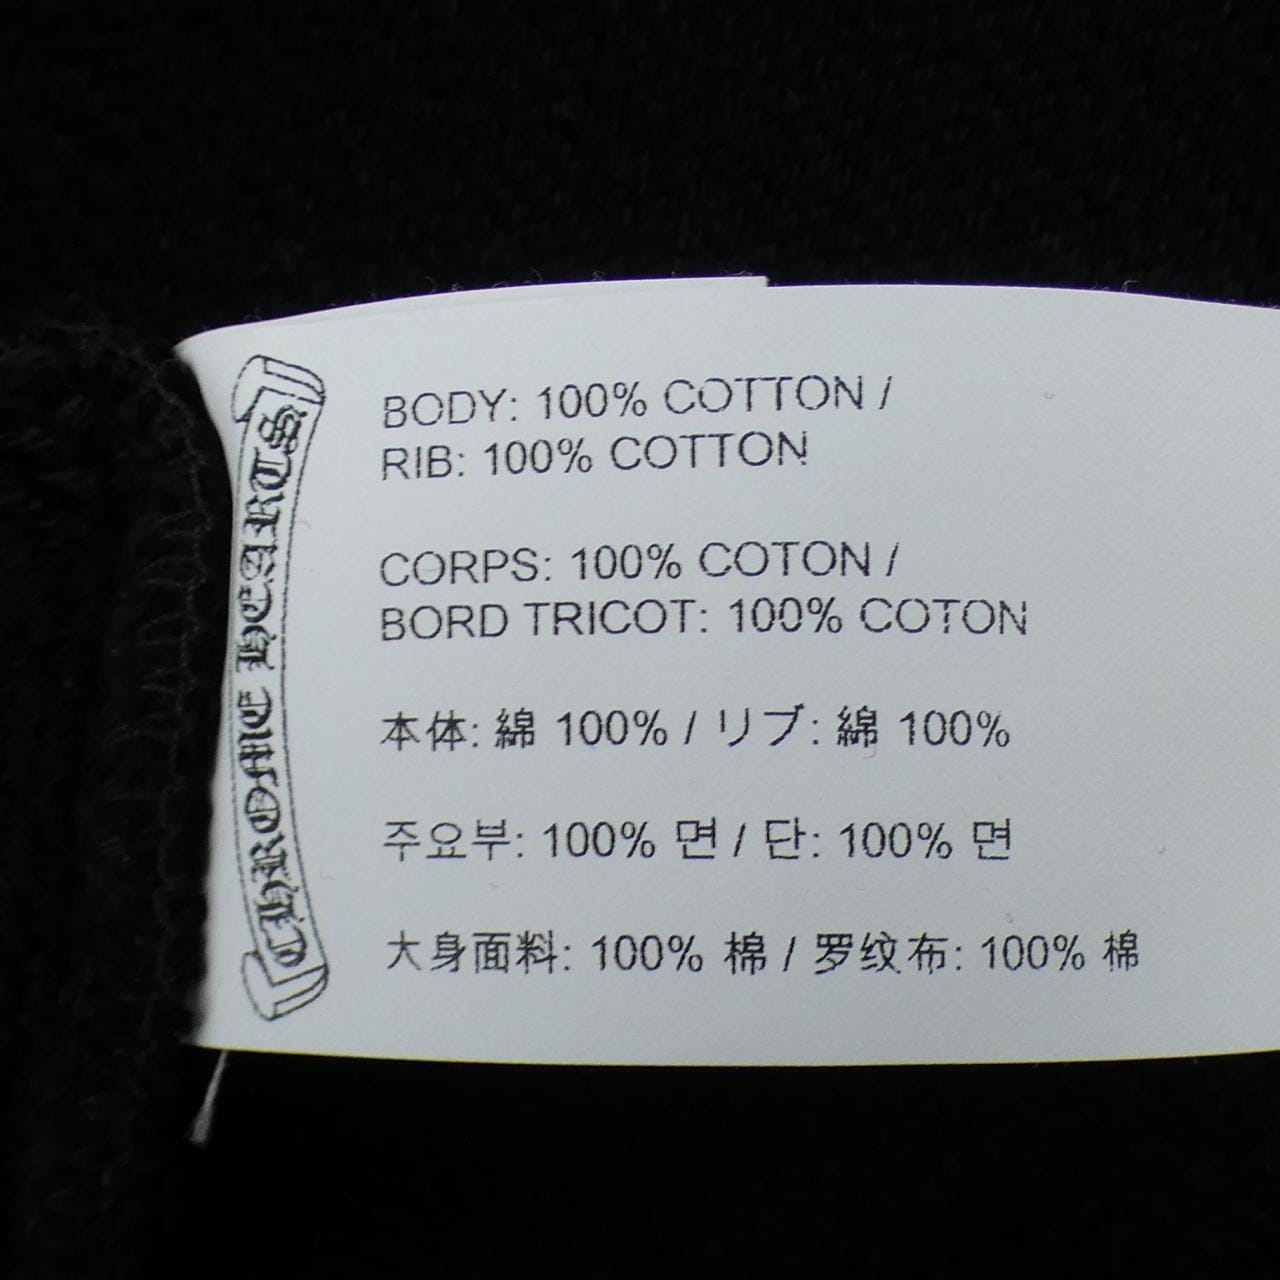 CHROME HEARTS
BODY: 100% COTTON /
RIB: 100% COTTON
CORPS: 100% COTON /
BORD TRICOT: 100% COTON
本体: 綿 100% / リブ: 綿 100%
주요부: 100% 면 / 단: 100% 면
大身面料: 100% 棉 / 罗纹布: 100% 棉